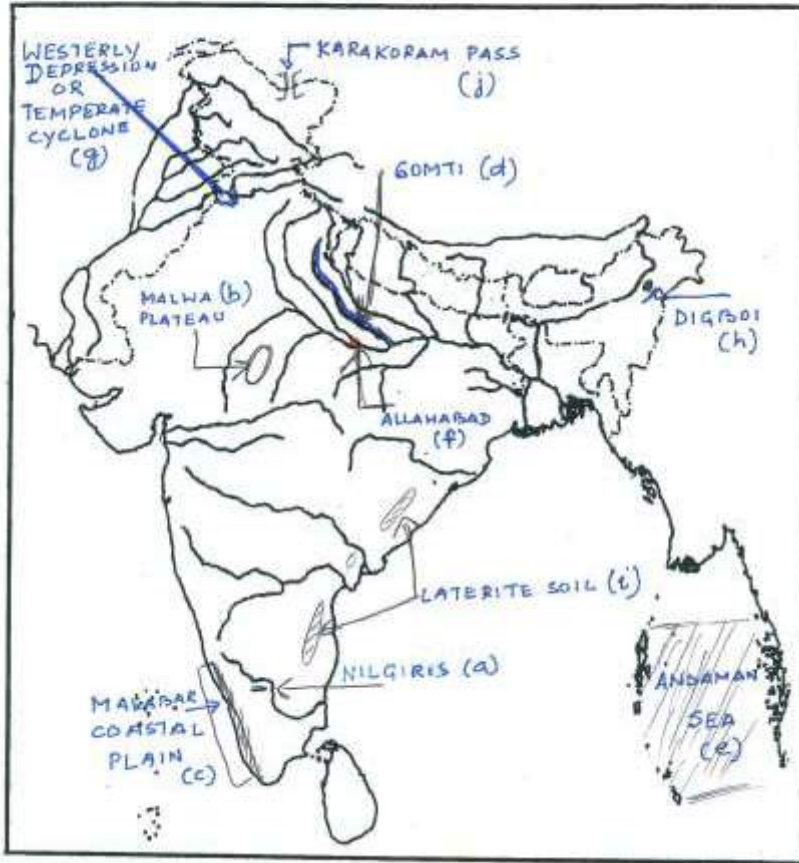 WESTERLY
DEPRESSION
OR
TEMPERATE
CYCLONE
(g)
KARAKORAM PASS
(j)
GOMTI (d)
MALWA (b)
PLATEAU
DIGBOI
(h)
ALLAHABAD
(f)
LATERITE SOIL (i)
NILGIRIS (a)
MALABAR
COASTAL
PLAIN
(c)
ANDAMAN
SEA
(e)